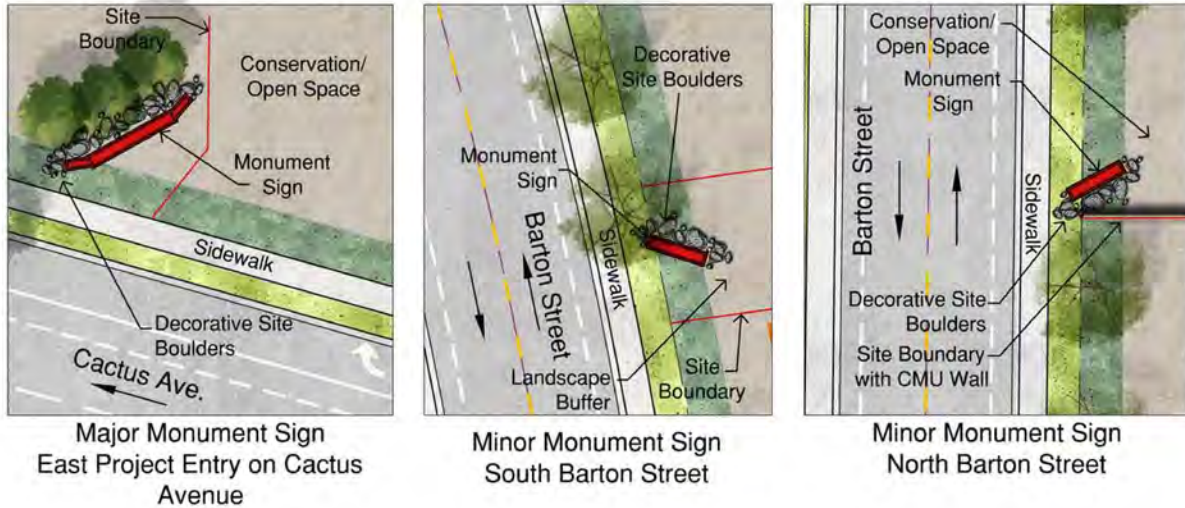 Site
Boundary
Conservation/
Open Space
Monument
Sign
Sidewalk
Decorative Site
Boulders
Cactus Ave.
Major Monument Sign
East Project Entry on Cactus
Avenue
Decorative
Site Boulders
Monument
Sign
Barton Street
Sidewalk
Landscape
Buffer
Site
Boundary
Minor Monument Sign
South Barton Street
Conservation/
Open Space
Monument
Sign
Barton Street
Sidewalk
Decorative Site
Boulders
Site Boundary
with CMU Wall
Minor Monument Sign
North Barton Street